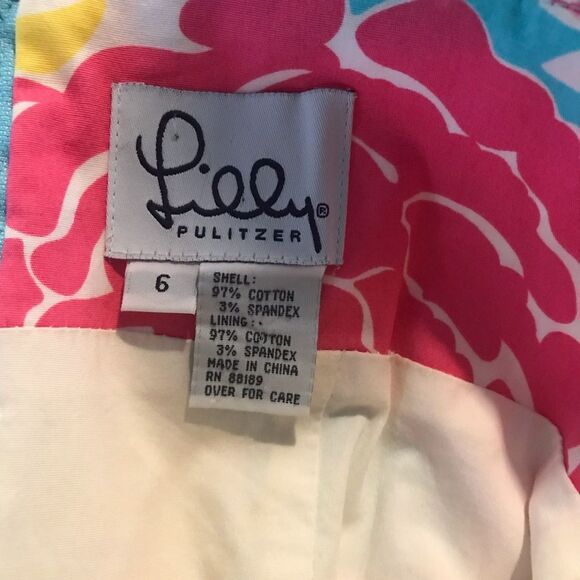 Lilly®
PULITZER
6
SHELL:
97% COTTON
3% SPANDEX
LINING:
97% COTTON
3% SPANDEX
MADE IN CHINA
RN 88189
OVER FOR CARE